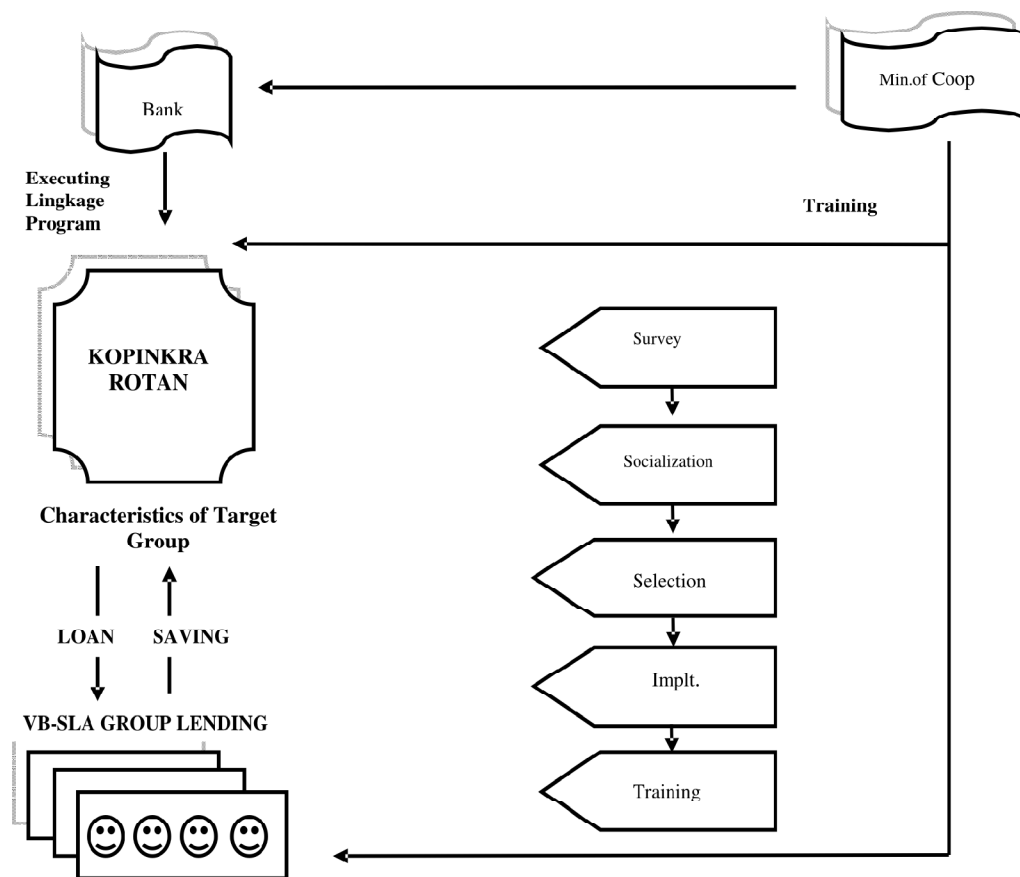 Min.of Coop
Bank
Executing
Lingkage
Program
Training
KOPINKRA
ROTAN
Survey
Socialization
Characteristics of Target
Group
Selection
LOAN SAVING
Implt.
VB-SLA GROUP LENDING
Training